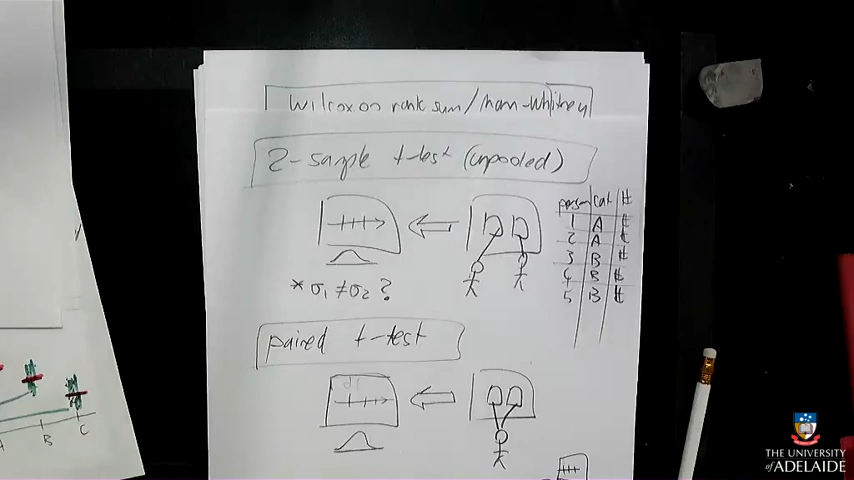 Wilcoxon rank sum/Mann-Whitney
2-sample t-test (unpooled)
person cat #
1 A #
2 A #
3 B #
4 B #
5 B #
* σ₁ ≠ σ₂ ?
paired t-test
B C
THE UNIVERSITY
of ADELAIDE